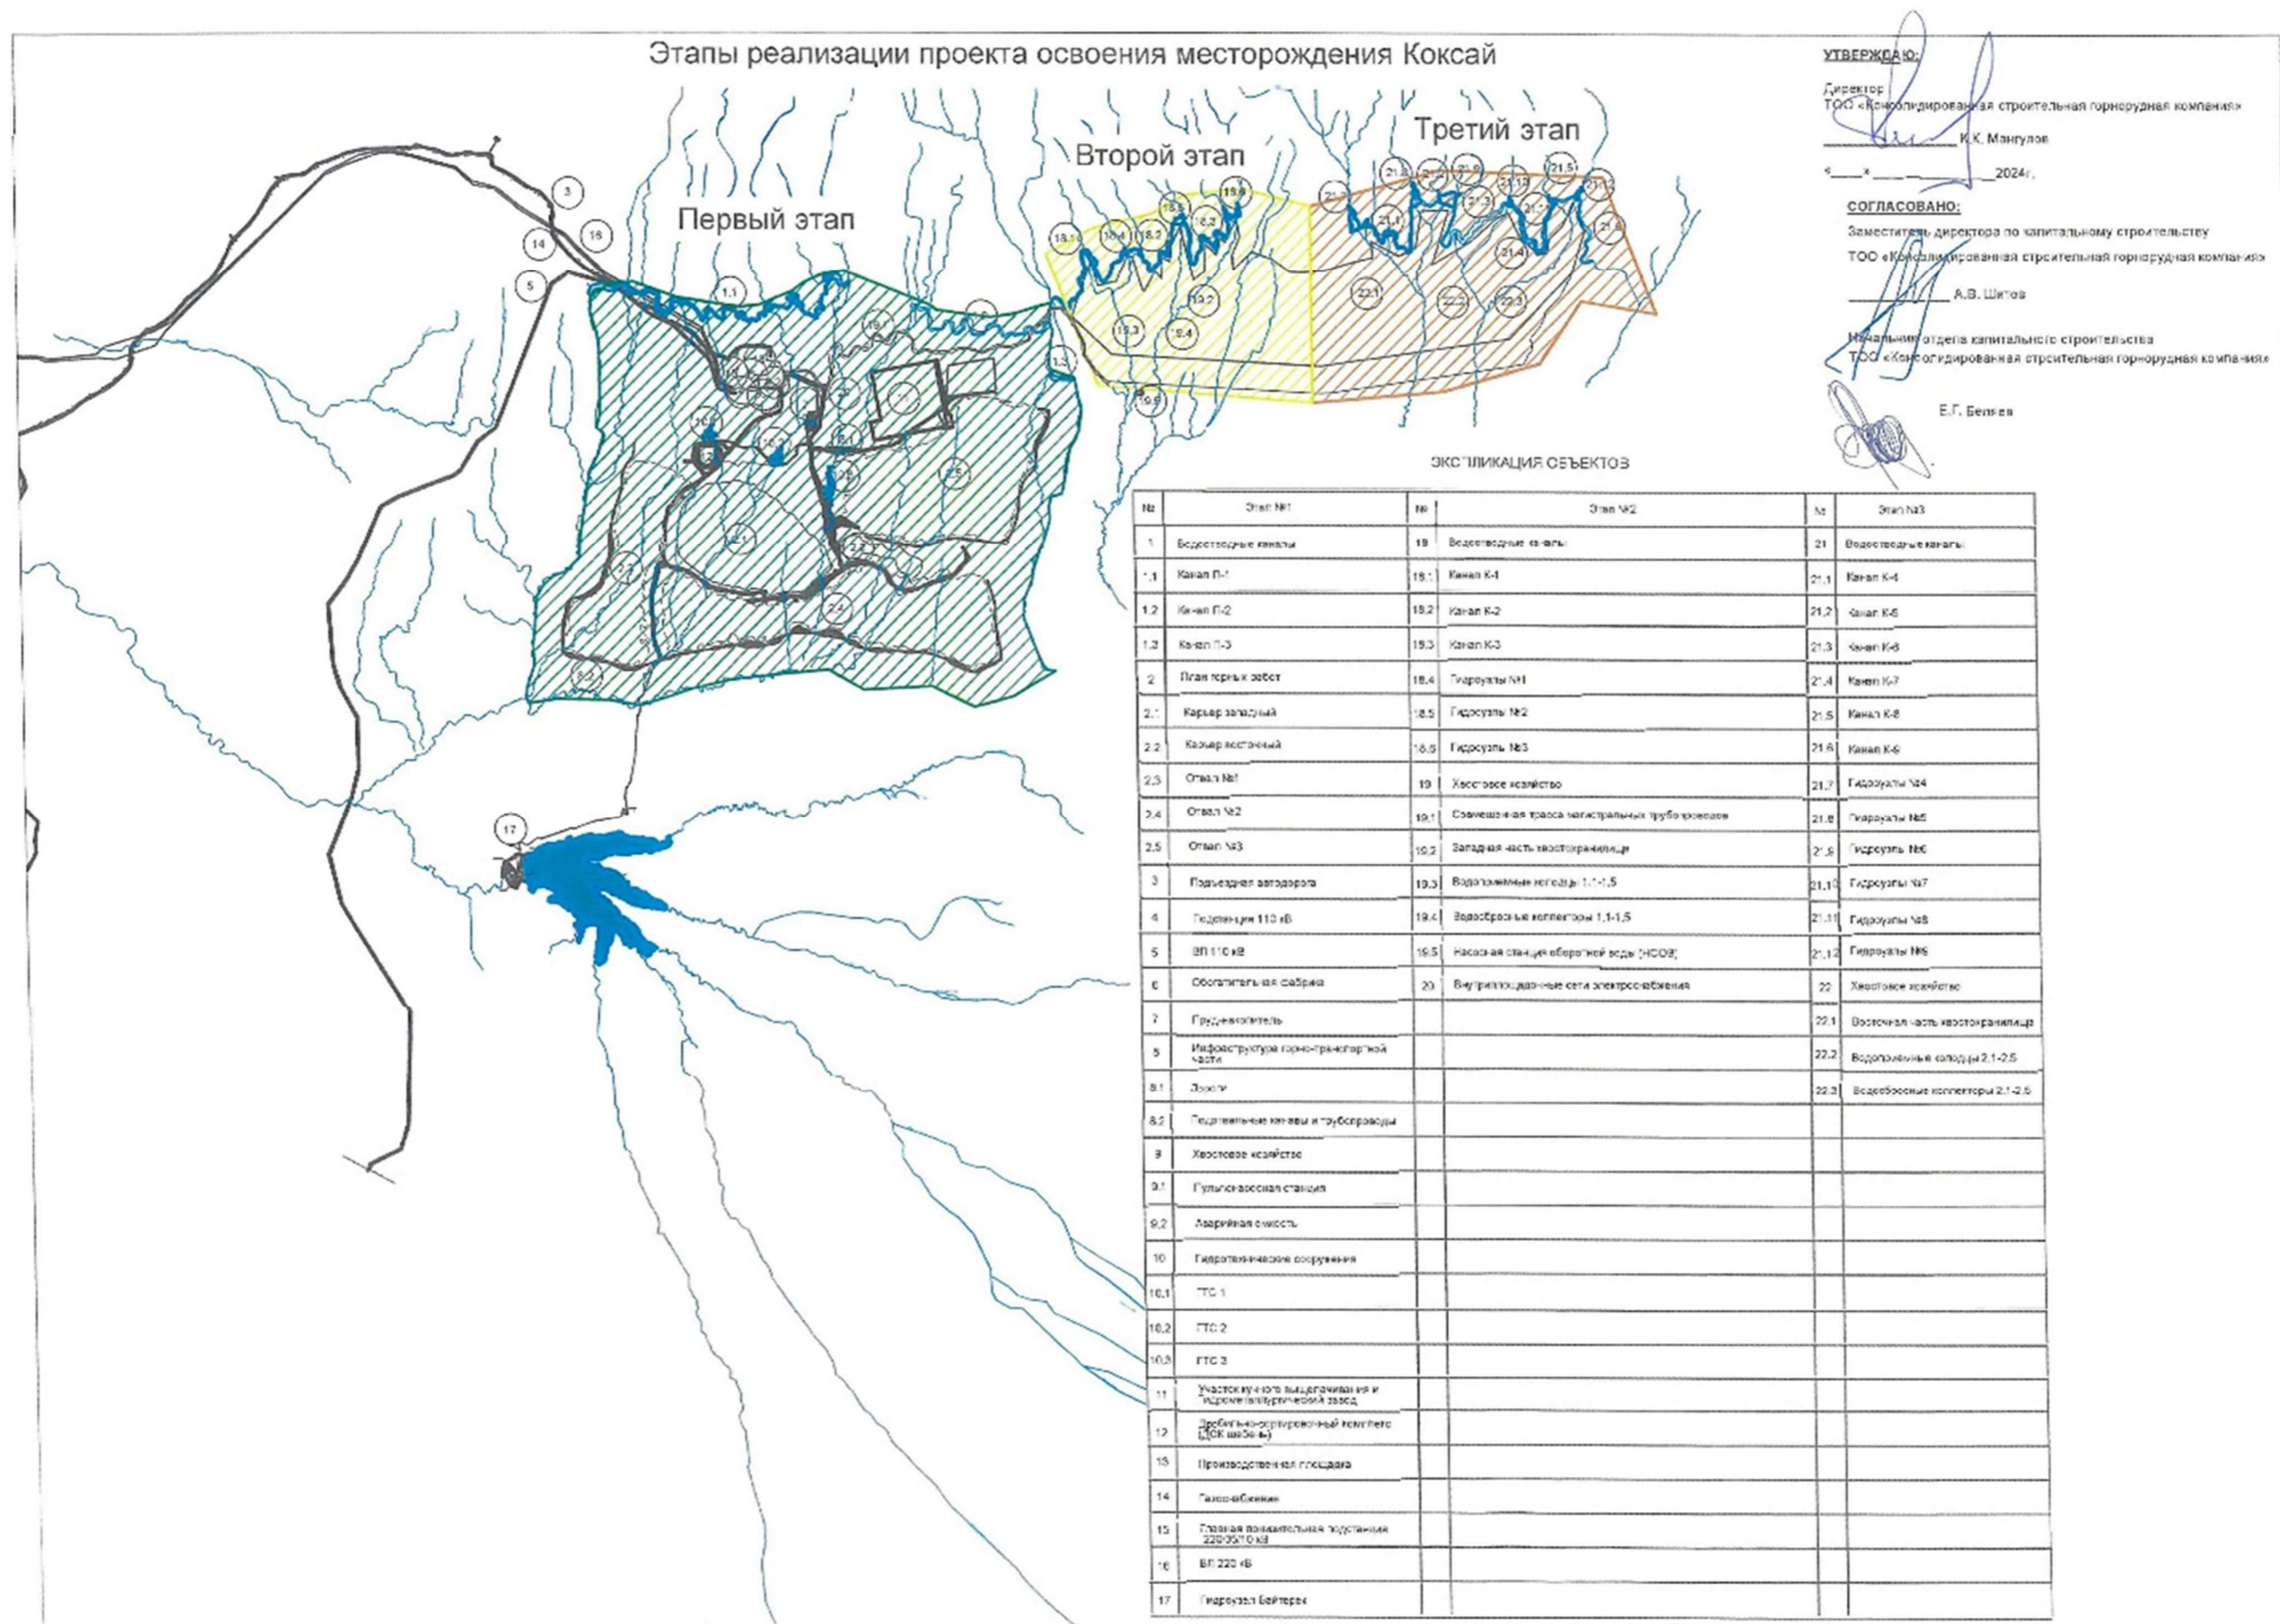 Этапы реализации проекта освоения месторождения Коксай
УТВЕРЖДАЮ:
Директор
ТОО «Консолидированная строительная горнорудная компания»
К.К. Мангулов
«____» ______________2024г.
СОГЛАСОВАНО:
Заместитель директора по капитальному строительству
ТОО «Консолидированная строительная горнорудная компания»
А.В. Шитов
Начальник отдела капитального строительства
ТОО «Консолидированная строительная горнорудная компания»
Е.Г. Беляев
Первый этап
Второй этап
Третий этап
3
14
16
5
1.1
17
ЭКСПЛИКАЦИЯ ОБЪЕКТОВ
№ Этап №1 № Этап №2 № Этап №3
1 Водоотводные каналы 18 Водоотводные каналы 21 Водоотводные каналы
1.1 Канал П-1 18.1 Канал К-1 21.1 Канал К-4
1.2 Канал П-2 18.2 Канал К-2 21.2 Канал К-5
1.3 Канал П-3 18.3 Канал К-3 21.3 Канал К-6
2 План горных работ 18.4 Гидроузлы №1 21.4 Канал К-7
2.1 Карьер западный 18.5 Гидроузлы №2 21.5 Канал К-8
2.2 Карьер восточный 18.6 Гидроузлы №3 21.6 Канал К-9
2.3 Отвал №1 19 Хвостовое хозяйство 21.7 Гидроузлы №4
2.4 Отвал №2 19.1 Совмещенная трасса магистральных трубопроводов 21.8 Гидроузлы №5
2.5 Отвал №3 19.2 Западная часть хвостохранилища 21.9 Гидроузлы №6
3 Подъездная автодорога 19.3 Водоприемные колодцы 1.1-1.5 21.10 Гидроузлы №7
4 Подстанция 110 кВ 19.4 Водосбросные коллекторы 1.1-1.5 21.11 Гидроузлы №8
5 ВЛ 110 кВ 19.5 Насосная станция оборотной воды (НСОВ) 21.12 Гидроузлы №9
6 Обогатительная фабрика 20 Внутриплощадочные сети электроснабжения 22 Хвостовое хозяйство
7 Пруд-накопитель 22.1 Восточная часть хвостохранилища
8 Инфраструктура горно-транспортной части 22.2 Водоприемные колодцы 2.1-2.5
8.1 Дороги 22.3 Водосбросные коллекторы 2.1-2.5
8.2 Подотвальные канавы и трубопроводы
9 Хвостовое хозяйство
9.1 Пульпонасосная станция
9.2 Аварийная емкость
10 Гидротехнические сооружения
10.1 ГТС 1
10.2 ГТС 2
10.3 ГТС 3
11 Участок кучного выщелачивания и Гидрометаллургический завод
12 Дробильно-сортировочный комплекс (ДСК щебень)
13 Производственная площадка
14 Газоснабжение
15 Главная понизительная подстанция 220/35/10 кВ
16 ВЛ 220 кВ
17 Гидроузел Байтерек